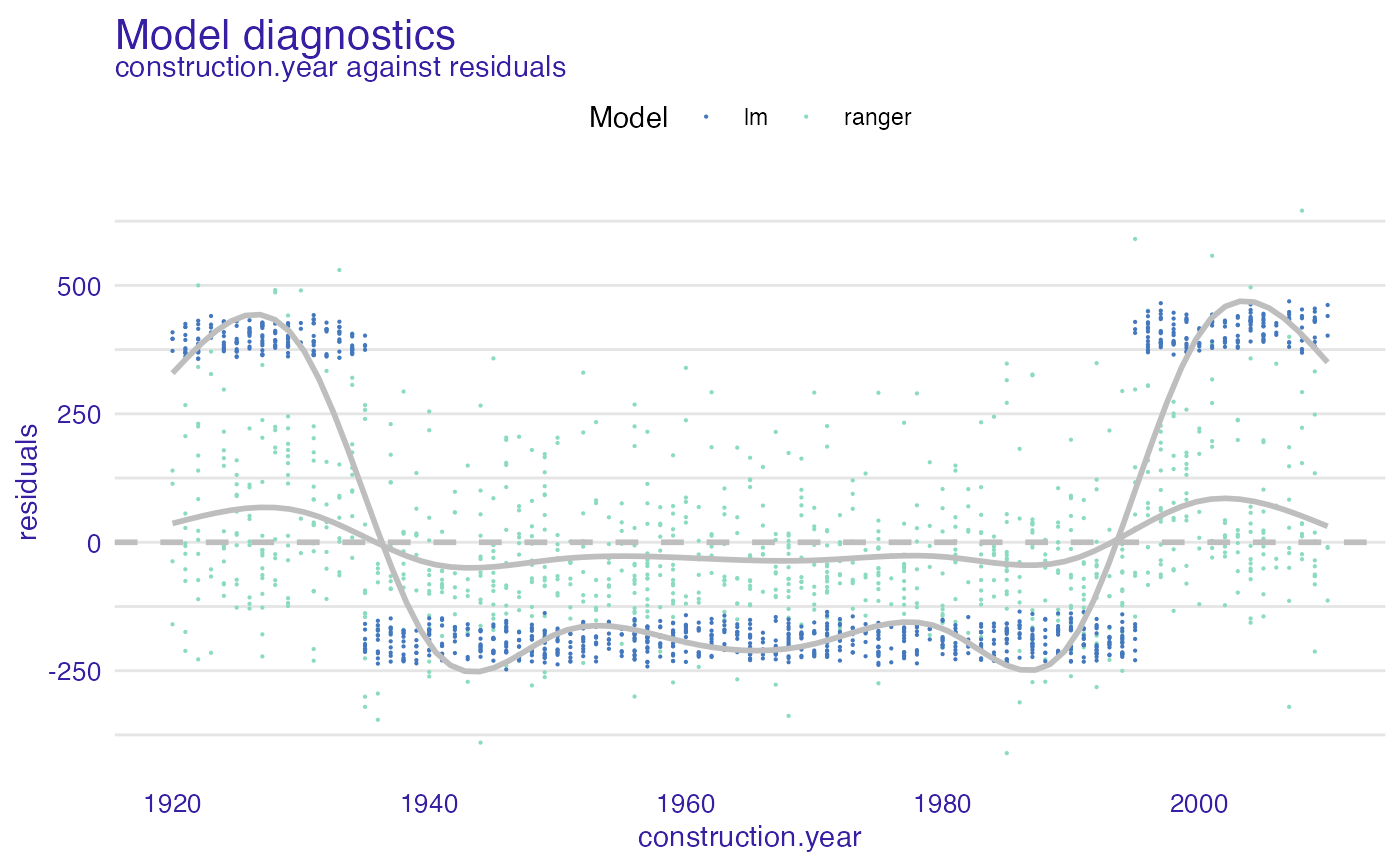 Model diagnostics
construction.year against residuals
Model lm ranger
500
250
0
-250
residuals
1920 1940 1960 1980 2000
construction.year